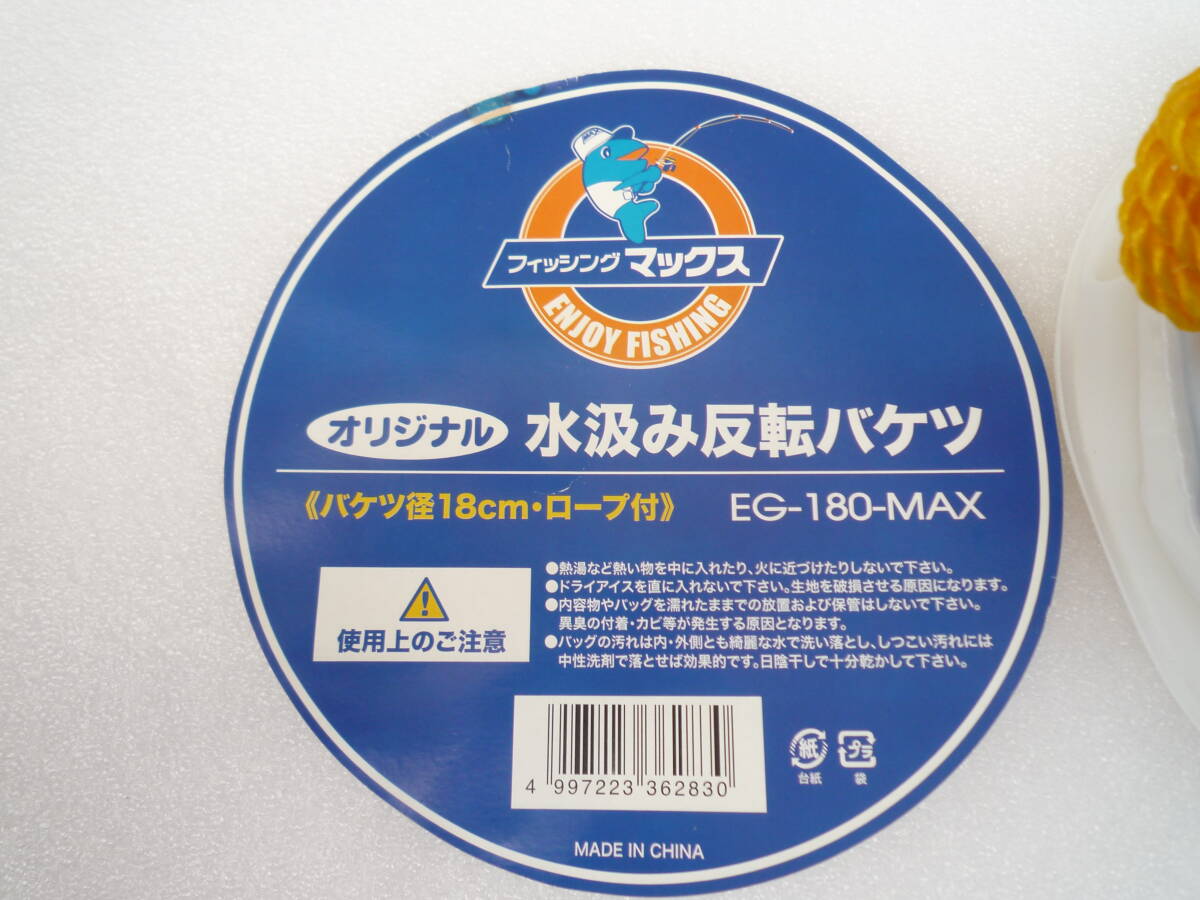 フィッシング マックス
ENJOY FISHING
オリジナル 水汲み反転バケツ
《バケツ径18cm・ロープ付》 EG-180-MAX
使用上のご注意
●熱湯など熱い物を中に入れたり、火に近づけたりしないで下さい。
●ドライアイスを直に入れないで下さい。生地を破損させる原因になります。
●内容物やバッグを濡れたままでの放置および保管はしないで下さい。
異臭の付着・カビ等が発生する原因となります。
●バッグの汚れは内・外側とも綺麗な水で洗い落とし、しつこい汚れには
中性洗剤で落とせば効果的です。日陰干しで十分乾かして下さい。
4 997223 362830
紙
台紙
プラ
袋
MADE IN CHINA